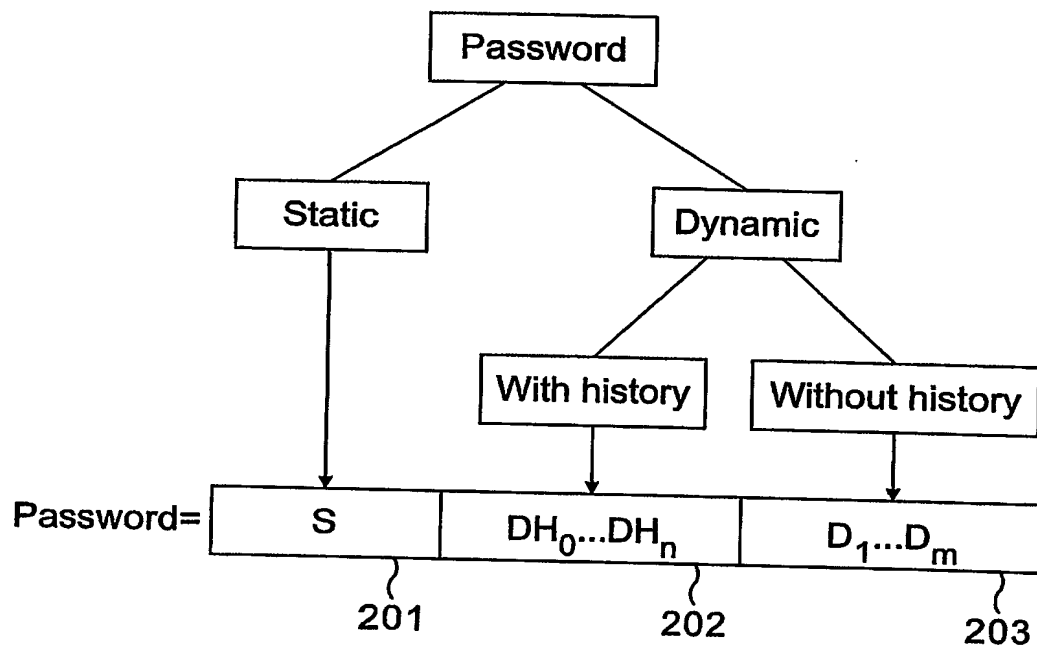 Password
Static
Dynamic
With history
Without history
Password=
S
DH₀...DHₙ
D₁...Dₘ
201
202
203